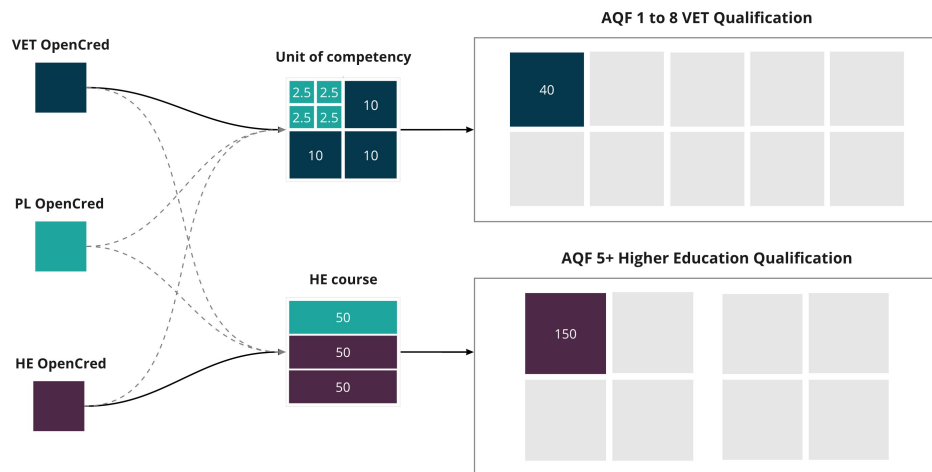 AQF 1 to 8 VET Qualification
VET OpenCred
Unit of competency
2.5 2.5
10
2.5 2.5
10 10
40
PL OpenCred
AQF 5+ Higher Education Qualification
HE course
50
50
50
150
HE OpenCred